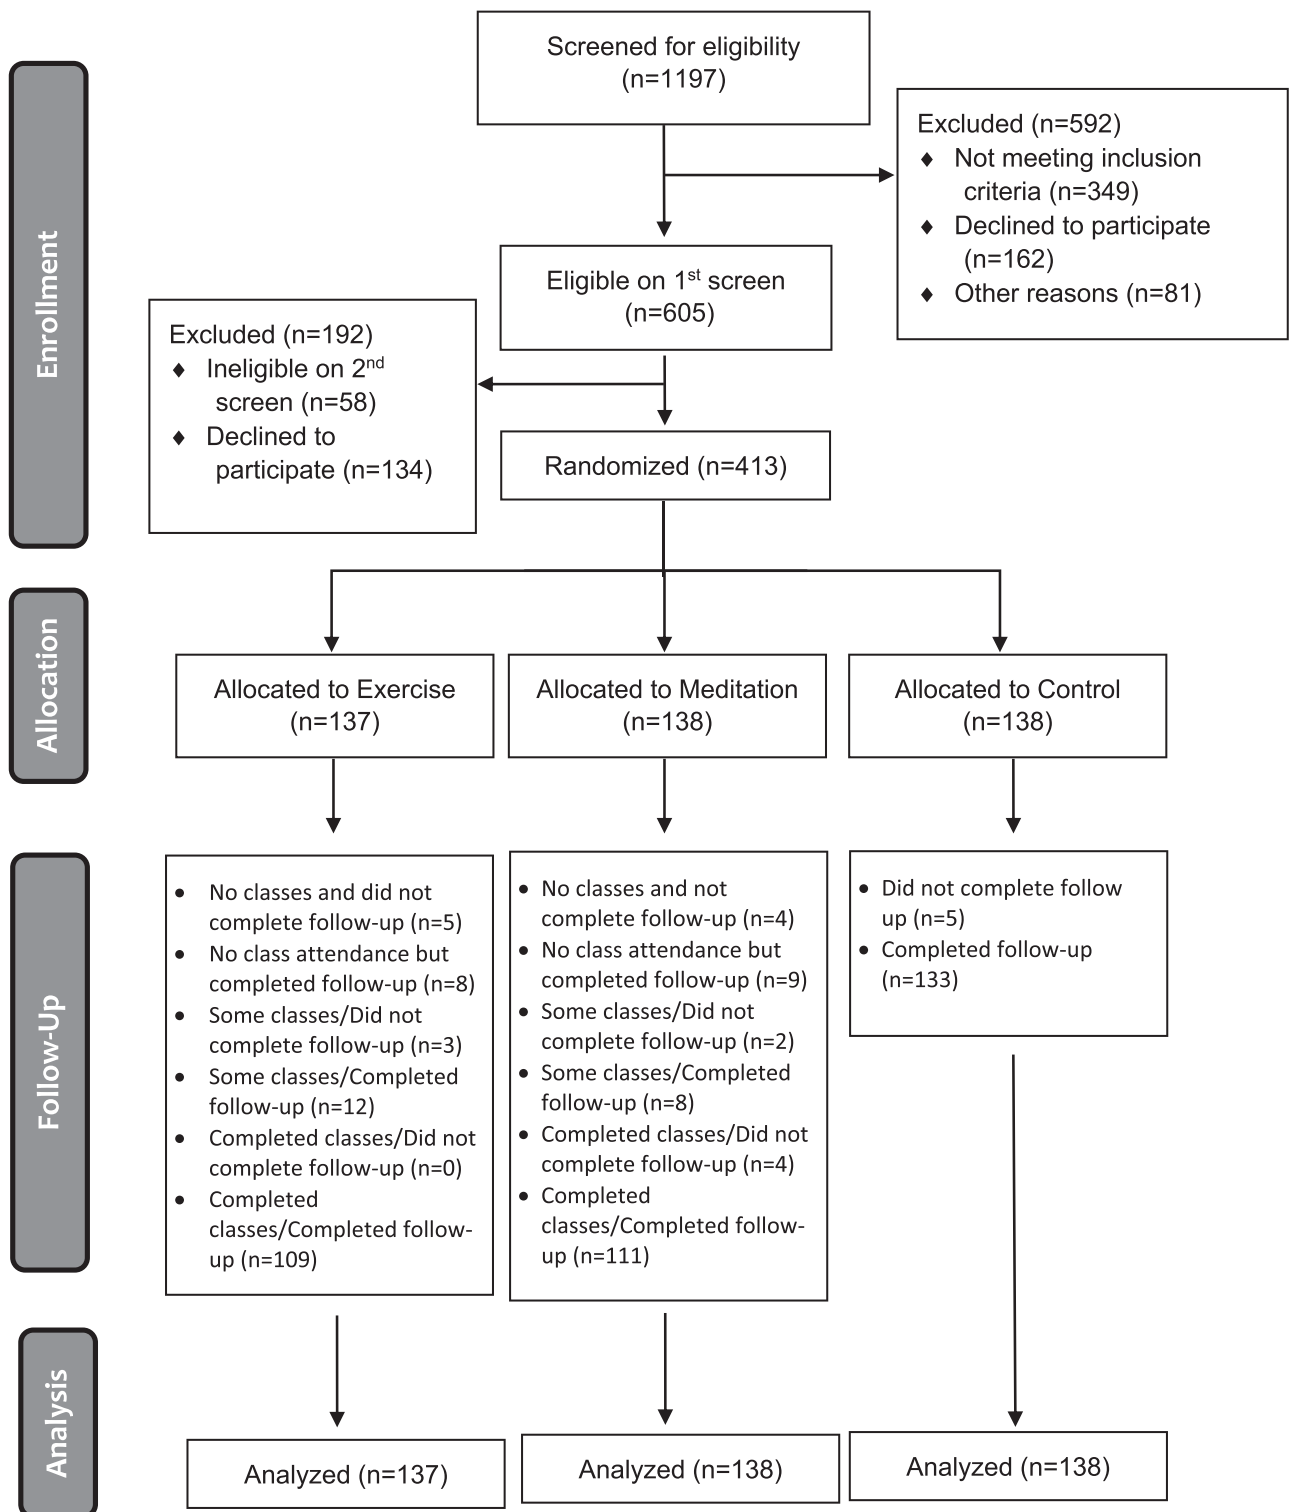 Screened for eligibility
(n=1197)
Excluded (n=592)
♦ Not meeting inclusion
criteria (n=349)
♦ Declined to participate
(n=162)
♦ Other reasons (n=81)
Enrollment
Eligible on 1st screen
(n=605)
Excluded (n=192)
♦ Ineligible on 2nd
screen (n=58)
♦ Declined to
participate (n=134)
Randomized (n=413)
Allocation
Allocated to Exercise
(n=137)
Allocated to Meditation
(n=138)
Allocated to Control
(n=138)
Follow-Up
• No classes and did not
complete follow-up (n=5)
• No class attendance but
completed follow-up (n=8)
• Some classes/Did not
complete follow-up (n=3)
• Some classes/Completed
follow-up (n=12)
• Completed classes/Did not
complete follow-up (n=0)
• Completed
classes/Completed follow-
up (n=109)
• No classes and not
complete follow-up (n=4)
• No class attendance but
completed follow-up (n=9)
• Some classes/Did not
complete follow-up (n=2)
• Some classes/Completed
follow-up (n=8)
• Completed classes/Did not
complete follow-up (n=4)
• Completed
classes/Completed follow-
up (n=111)
• Did not complete follow
up (n=5)
• Completed follow-up
(n=133)
Analysis
Analyzed (n=137)
Analyzed (n=138)
Analyzed (n=138)